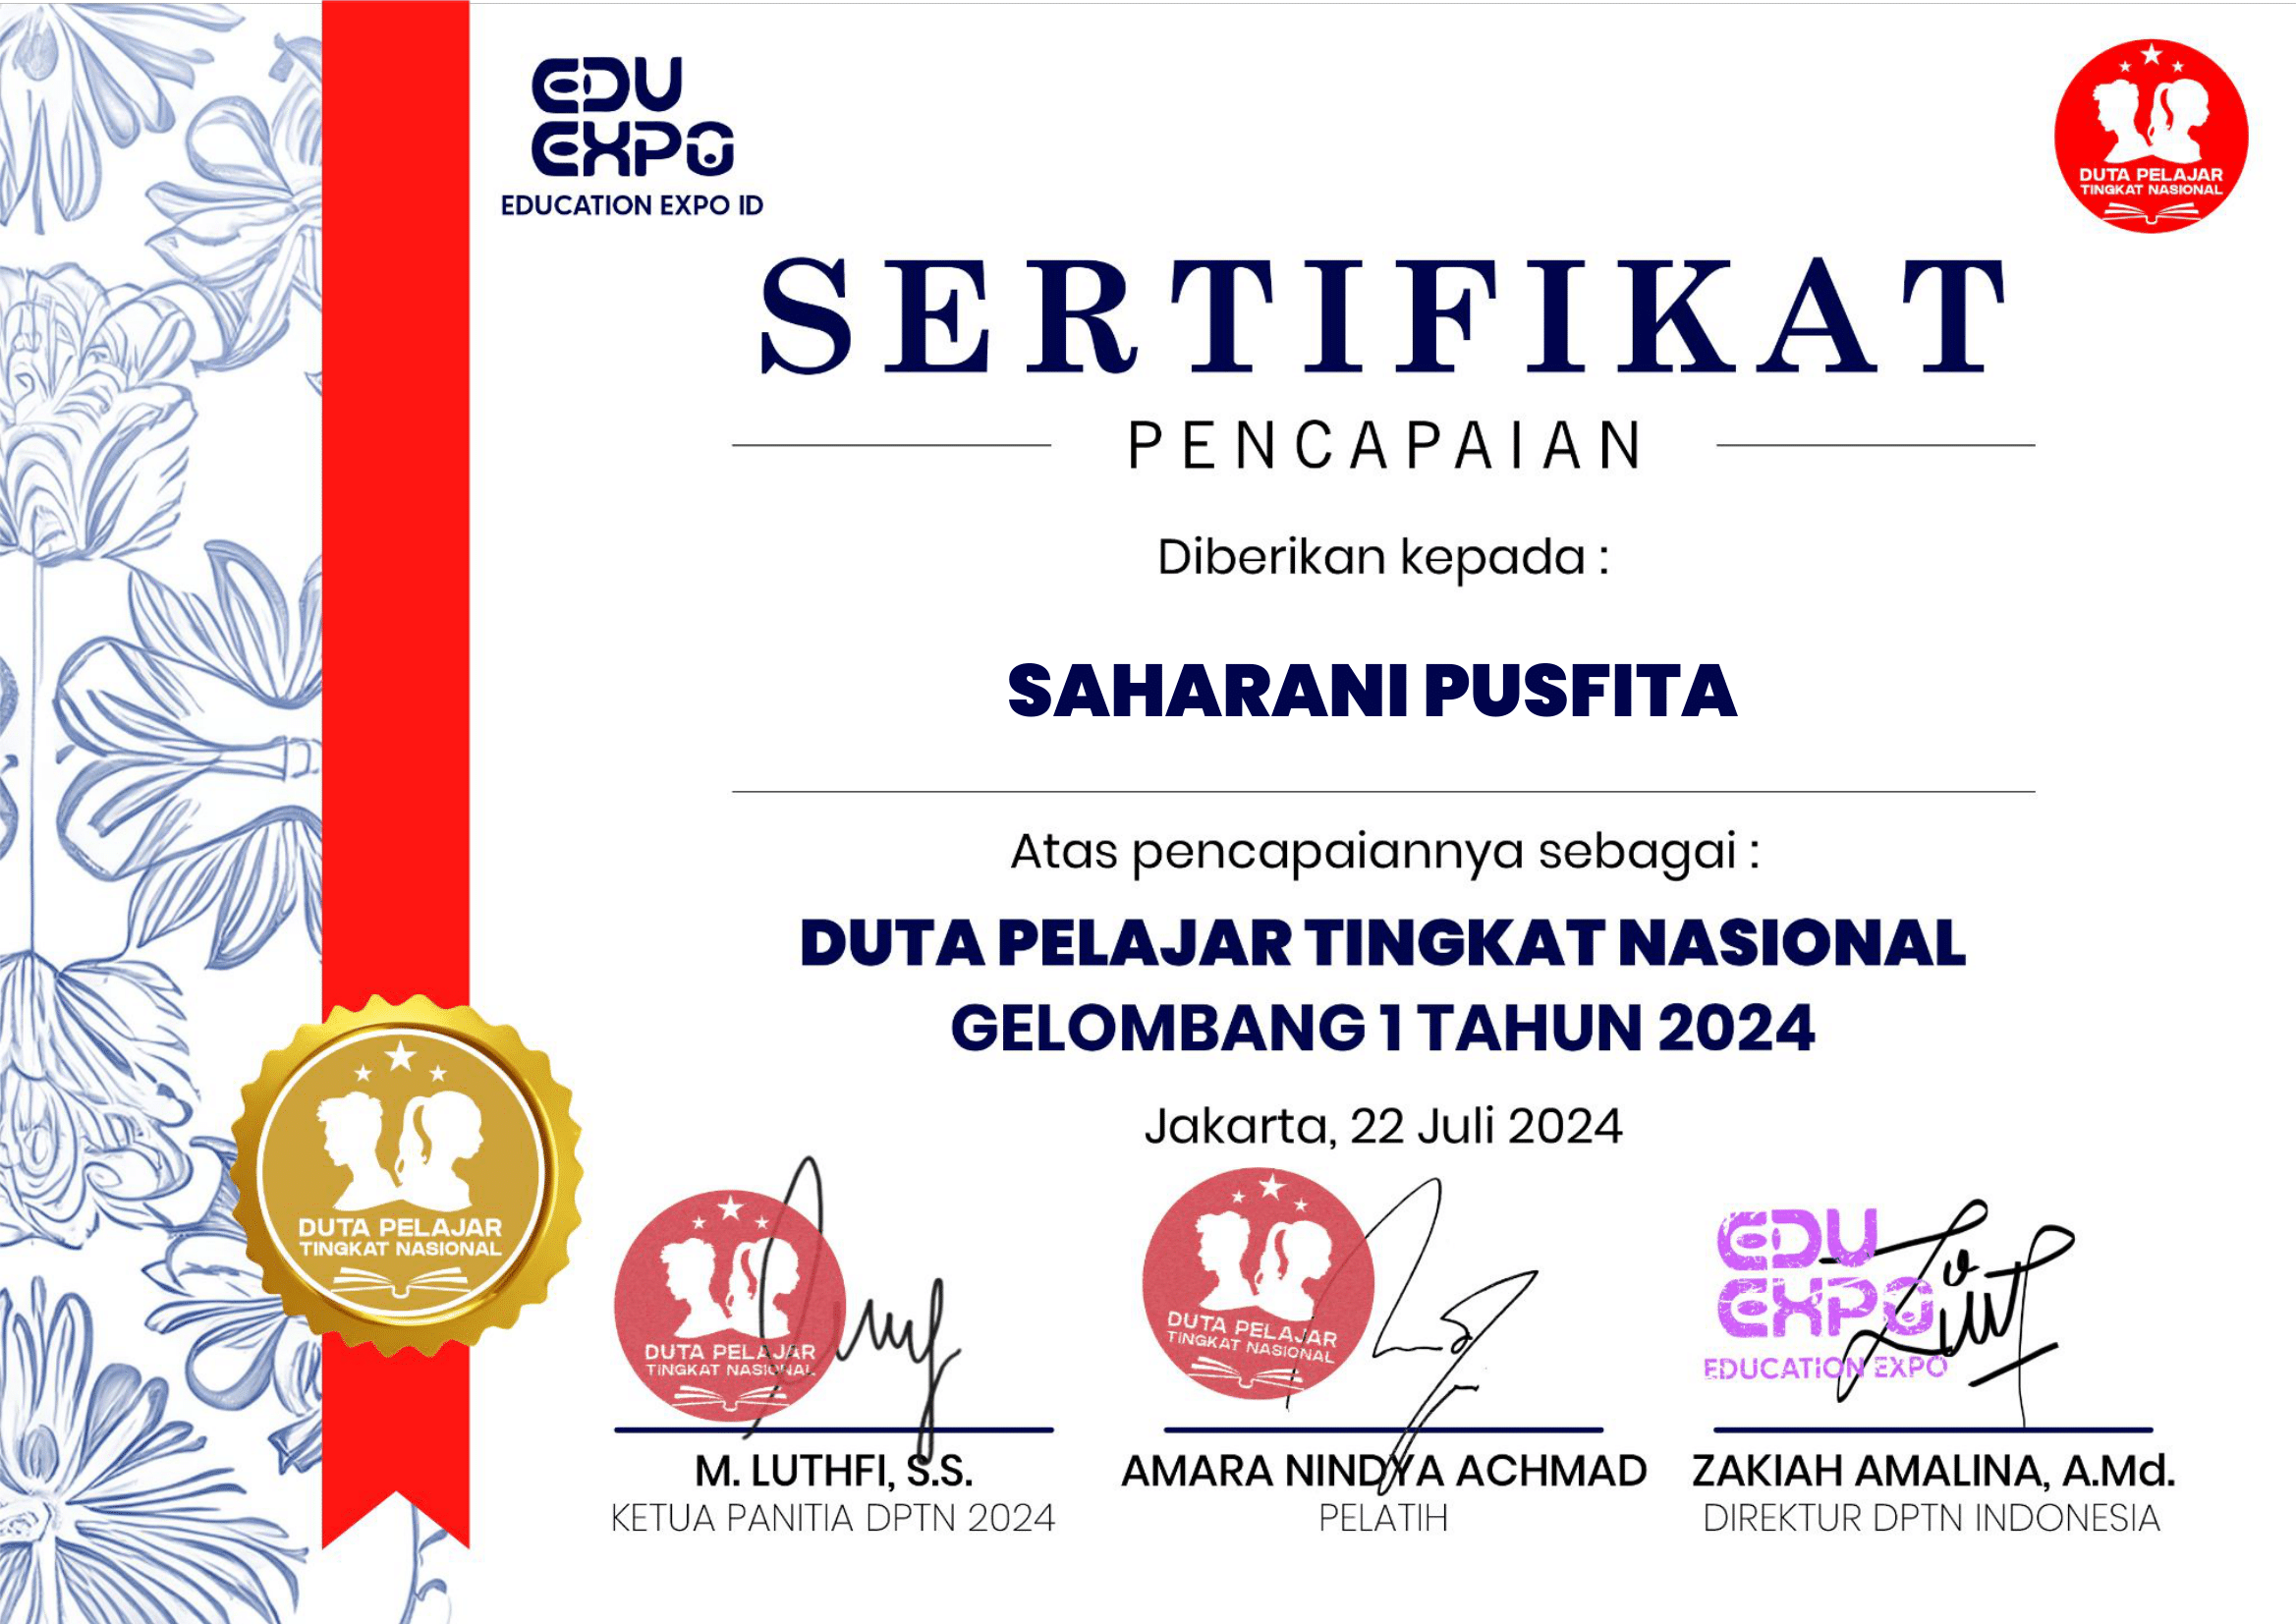 EDU
EXPO
EDUCATION EXPO ID
DUTA PELAJAR
TINGKAT NASIONAL
SERTIFIKAT
PENCAPAIAN
Diberikan kepada :
SAHARANI PUSFITA
Atas pencapaiannya sebagai :
DUTA PELAJAR TINGKAT NASIONAL
GELOMBANG 1 TAHUN 2024
Jakarta, 22 Juli 2024
DUTA PELAJAR
TINGKAT NASIONAL
DUTA PELAJAR
TINGKAT NASIONAL
DUTA PELAJAR
TINGKAT NASIONAL
EDU
EXPO
EDUCATION EXPO
M. LUTHFI, S.S.
KETUA PANITIA DPTN 2024
AMARA NINDYA ACHMAD
PELATIH
ZAKIAH AMALINA, A.Md.
DIREKTUR DPTN INDONESIA